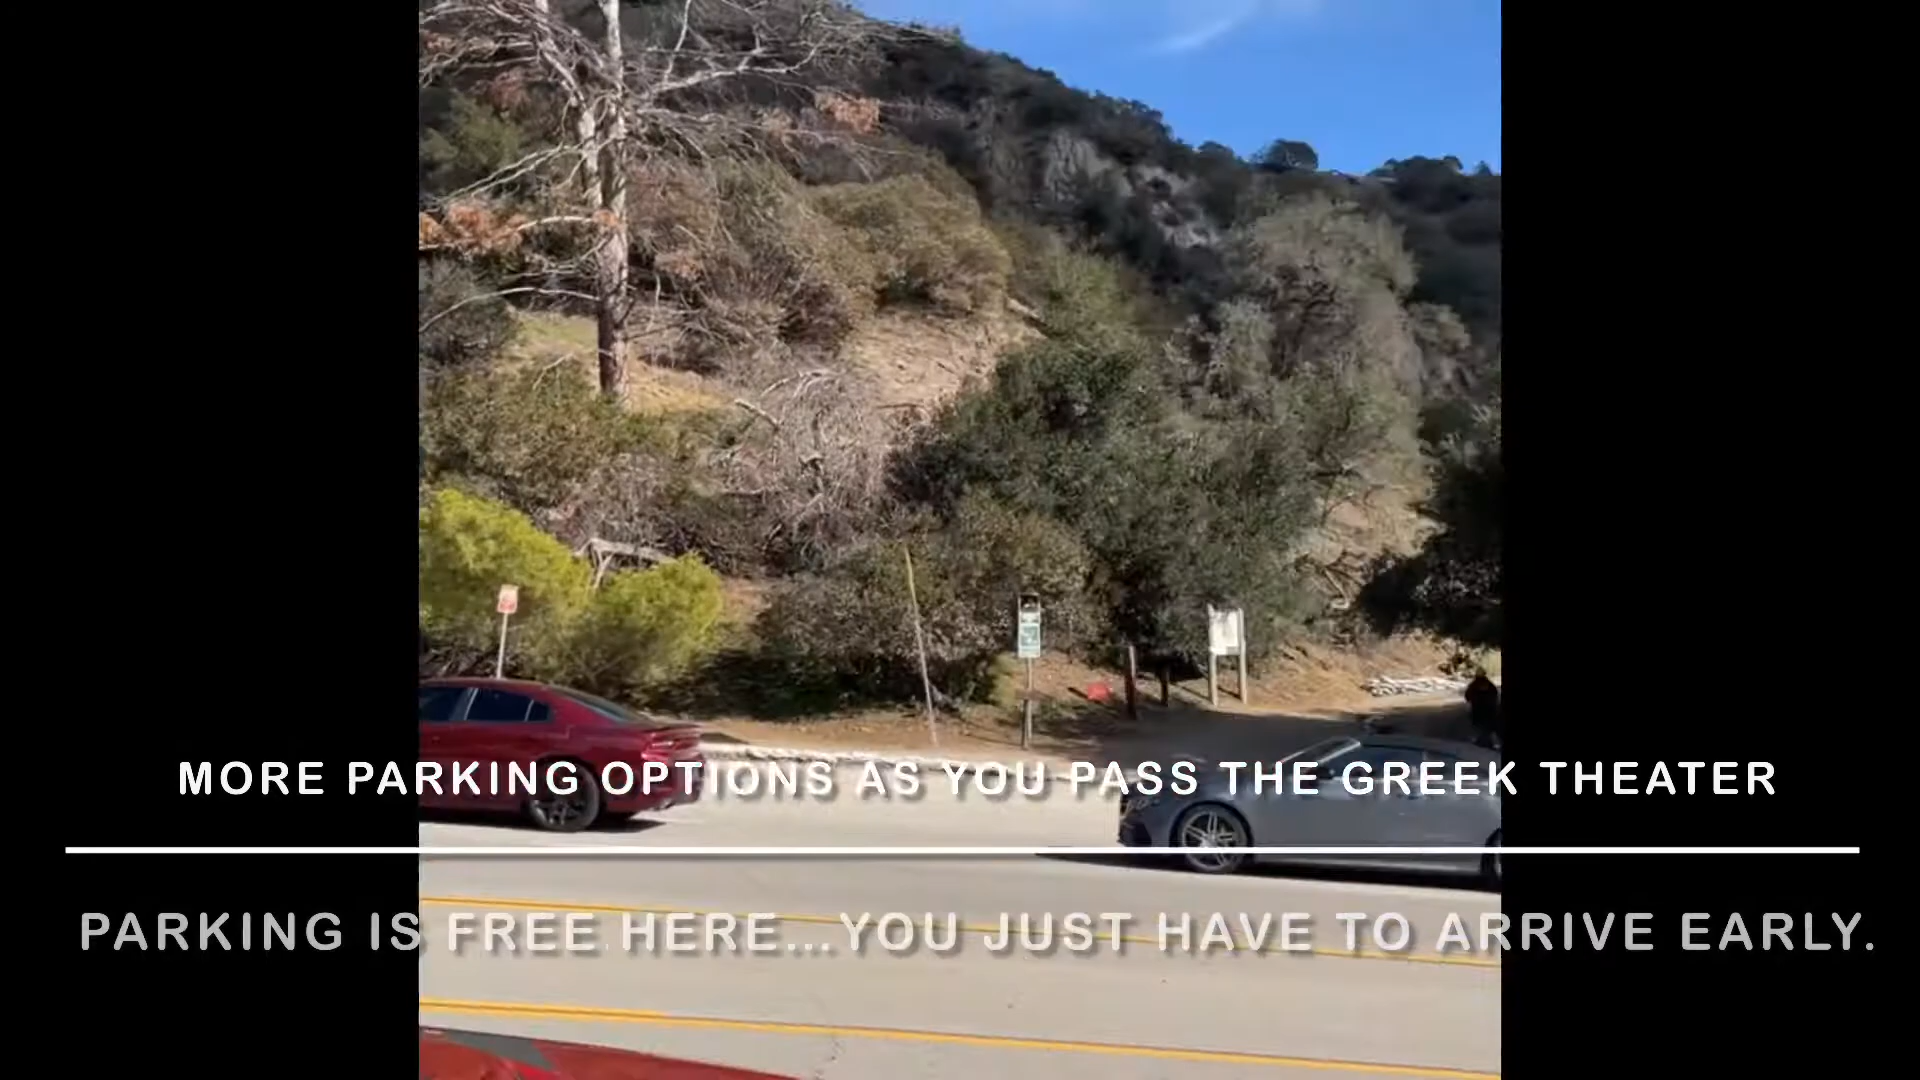 MORE PARKING OPTIONS AS YOU PASS THE GREEK THEATER
PARKING IS FREE HERE...YOU JUST HAVE TO ARRIVE EARLY.